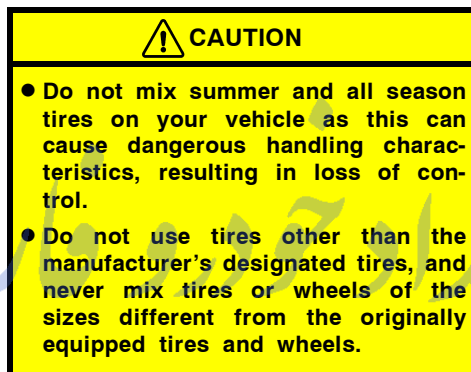 CAUTION
● Do not mix summer and all season
tires on your vehicle as this can
cause dangerous handling charac-
teristics, resulting in loss of con-
trol.
● Do not use tires other than the
manufacturer's designated tires, and
never mix tires or wheels of the
sizes different from the originally
equipped tires and wheels.